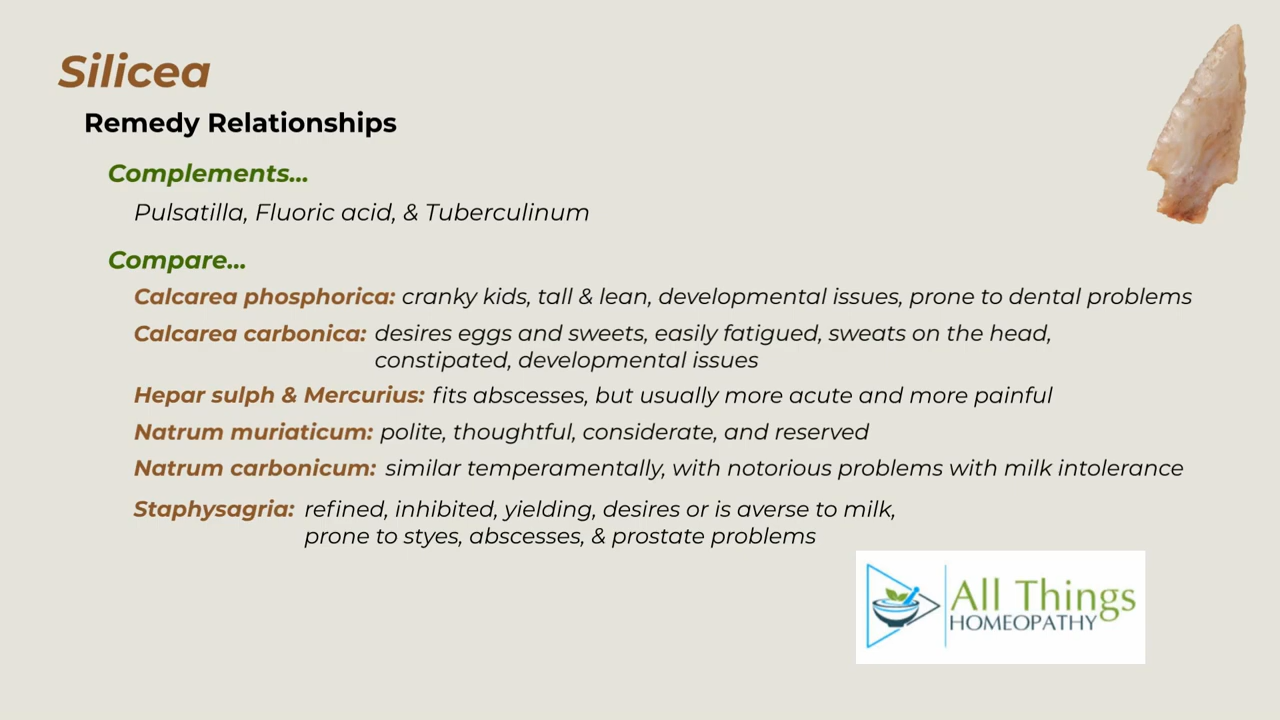 Silicea
Remedy Relationships
Complements...
Pulsatilla, Fluoric acid, & Tuberculinum
Compare...
Calcarea phosphorica: cranky kids, tall & lean, developmental issues, prone to dental problems
Calcarea carbonica: desires eggs and sweets, easily fatigued, sweats on the head,
constipated, developmental issues
Hepar sulph & Mercurius: fits abscesses, but usually more acute and more painful
Natrum muriaticum: polite, thoughtful, considerate, and reserved
Natrum carbonicum: similar temperamentally, with notorious problems with milk intolerance
Staphysagria: refined, inhibited, yielding, desires or is averse to milk,
prone to styes, abscesses, & prostate problems
All Things
HOMEOPATHY